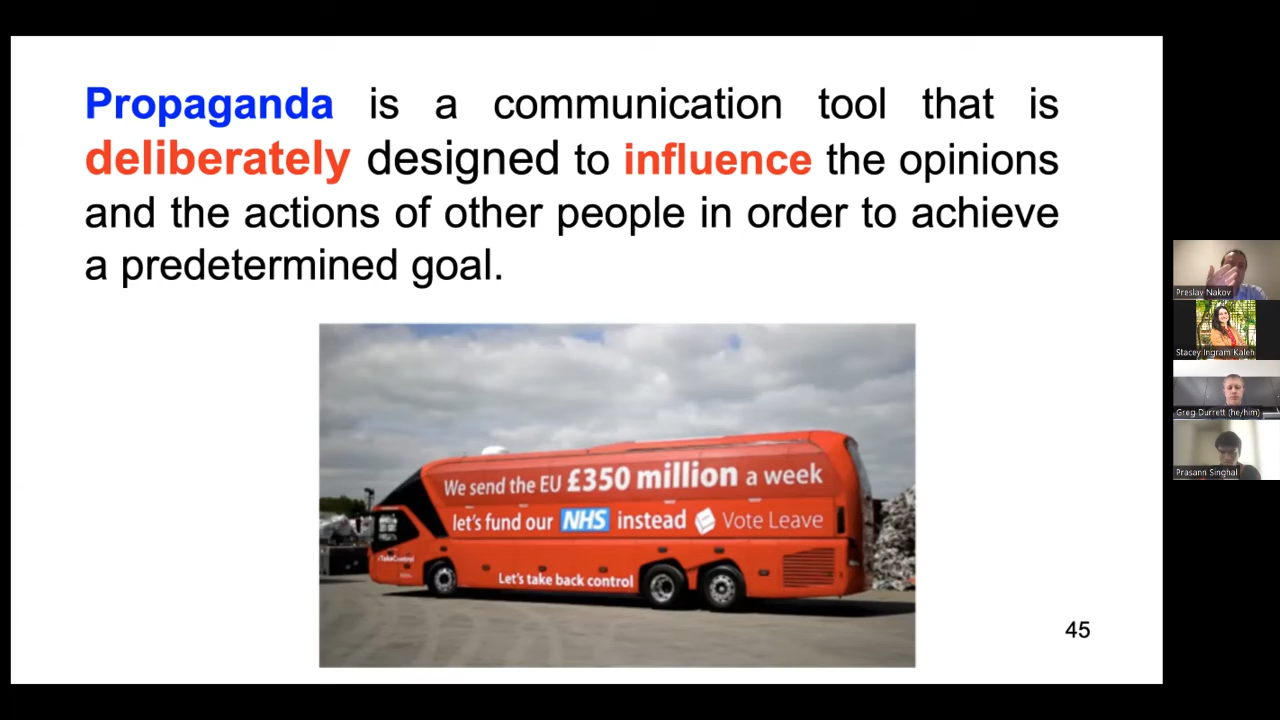 Propaganda is a communication tool that is
deliberately designed to influence the opinions
and the actions of other people in order to achieve
a predetermined goal.
We send the EU £350 million a week
let's fund our NHS instead Vote Leave
Let's take back control
45
Preslav Nakov
Stacey Ingram Kaleh
Greg Durrett (he/him)
Prasann Singhal